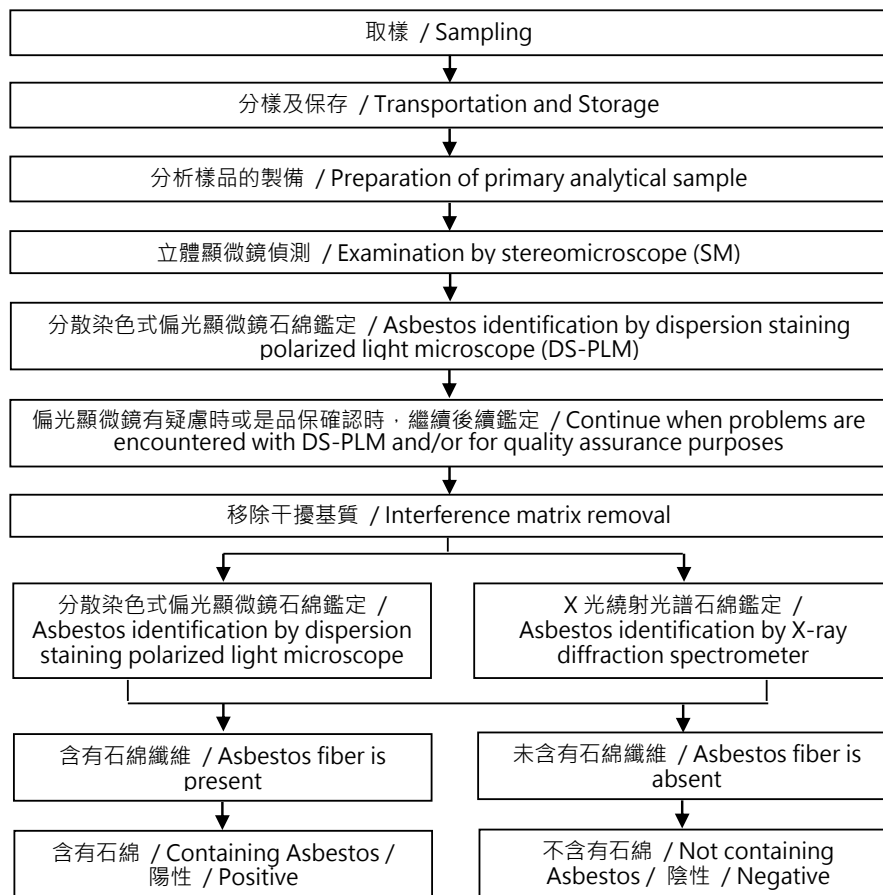 取樣 / Sampling
分樣及保存 / Transportation and Storage
分析樣品的製備 / Preparation of primary analytical sample
立體顯微鏡偵測 / Examination by stereomicroscope (SM)
分散染色式偏光顯微鏡石綿鑑定 / Asbestos identification by dispersion staining
polarized light microscope (DS-PLM)
偏光顯微鏡有疑慮時或是品保確認時，繼續後續鑑定 / Continue when problems are
encountered with DS-PLM and/or for quality assurance purposes
移除干擾基質 / Interference matrix removal
分散染色式偏光顯微鏡石綿鑑定 /
Asbestos identification by dispersion
staining polarized light microscope
X 光繞射光譜石綿鑑定 /
Asbestos identification by X-ray
diffraction spectrometer
含有石綿纖維 / Asbestos fiber is
present
未含有石綿纖維 / Asbestos fiber is
absent
含有石綿 / Containing Asbestos /
陽性 / Positive
不含有石綿 / Not containing
Asbestos / 陰性 / Negative